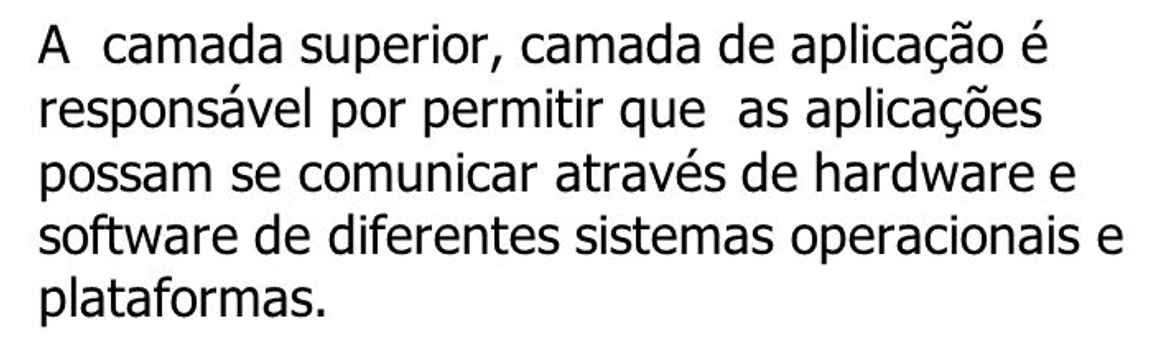 A  camada superior, camada de aplicação é
responsável por permitir que  as aplicações
possam se comunicar através de hardware e
software de diferentes sistemas operacionais e
plataformas.